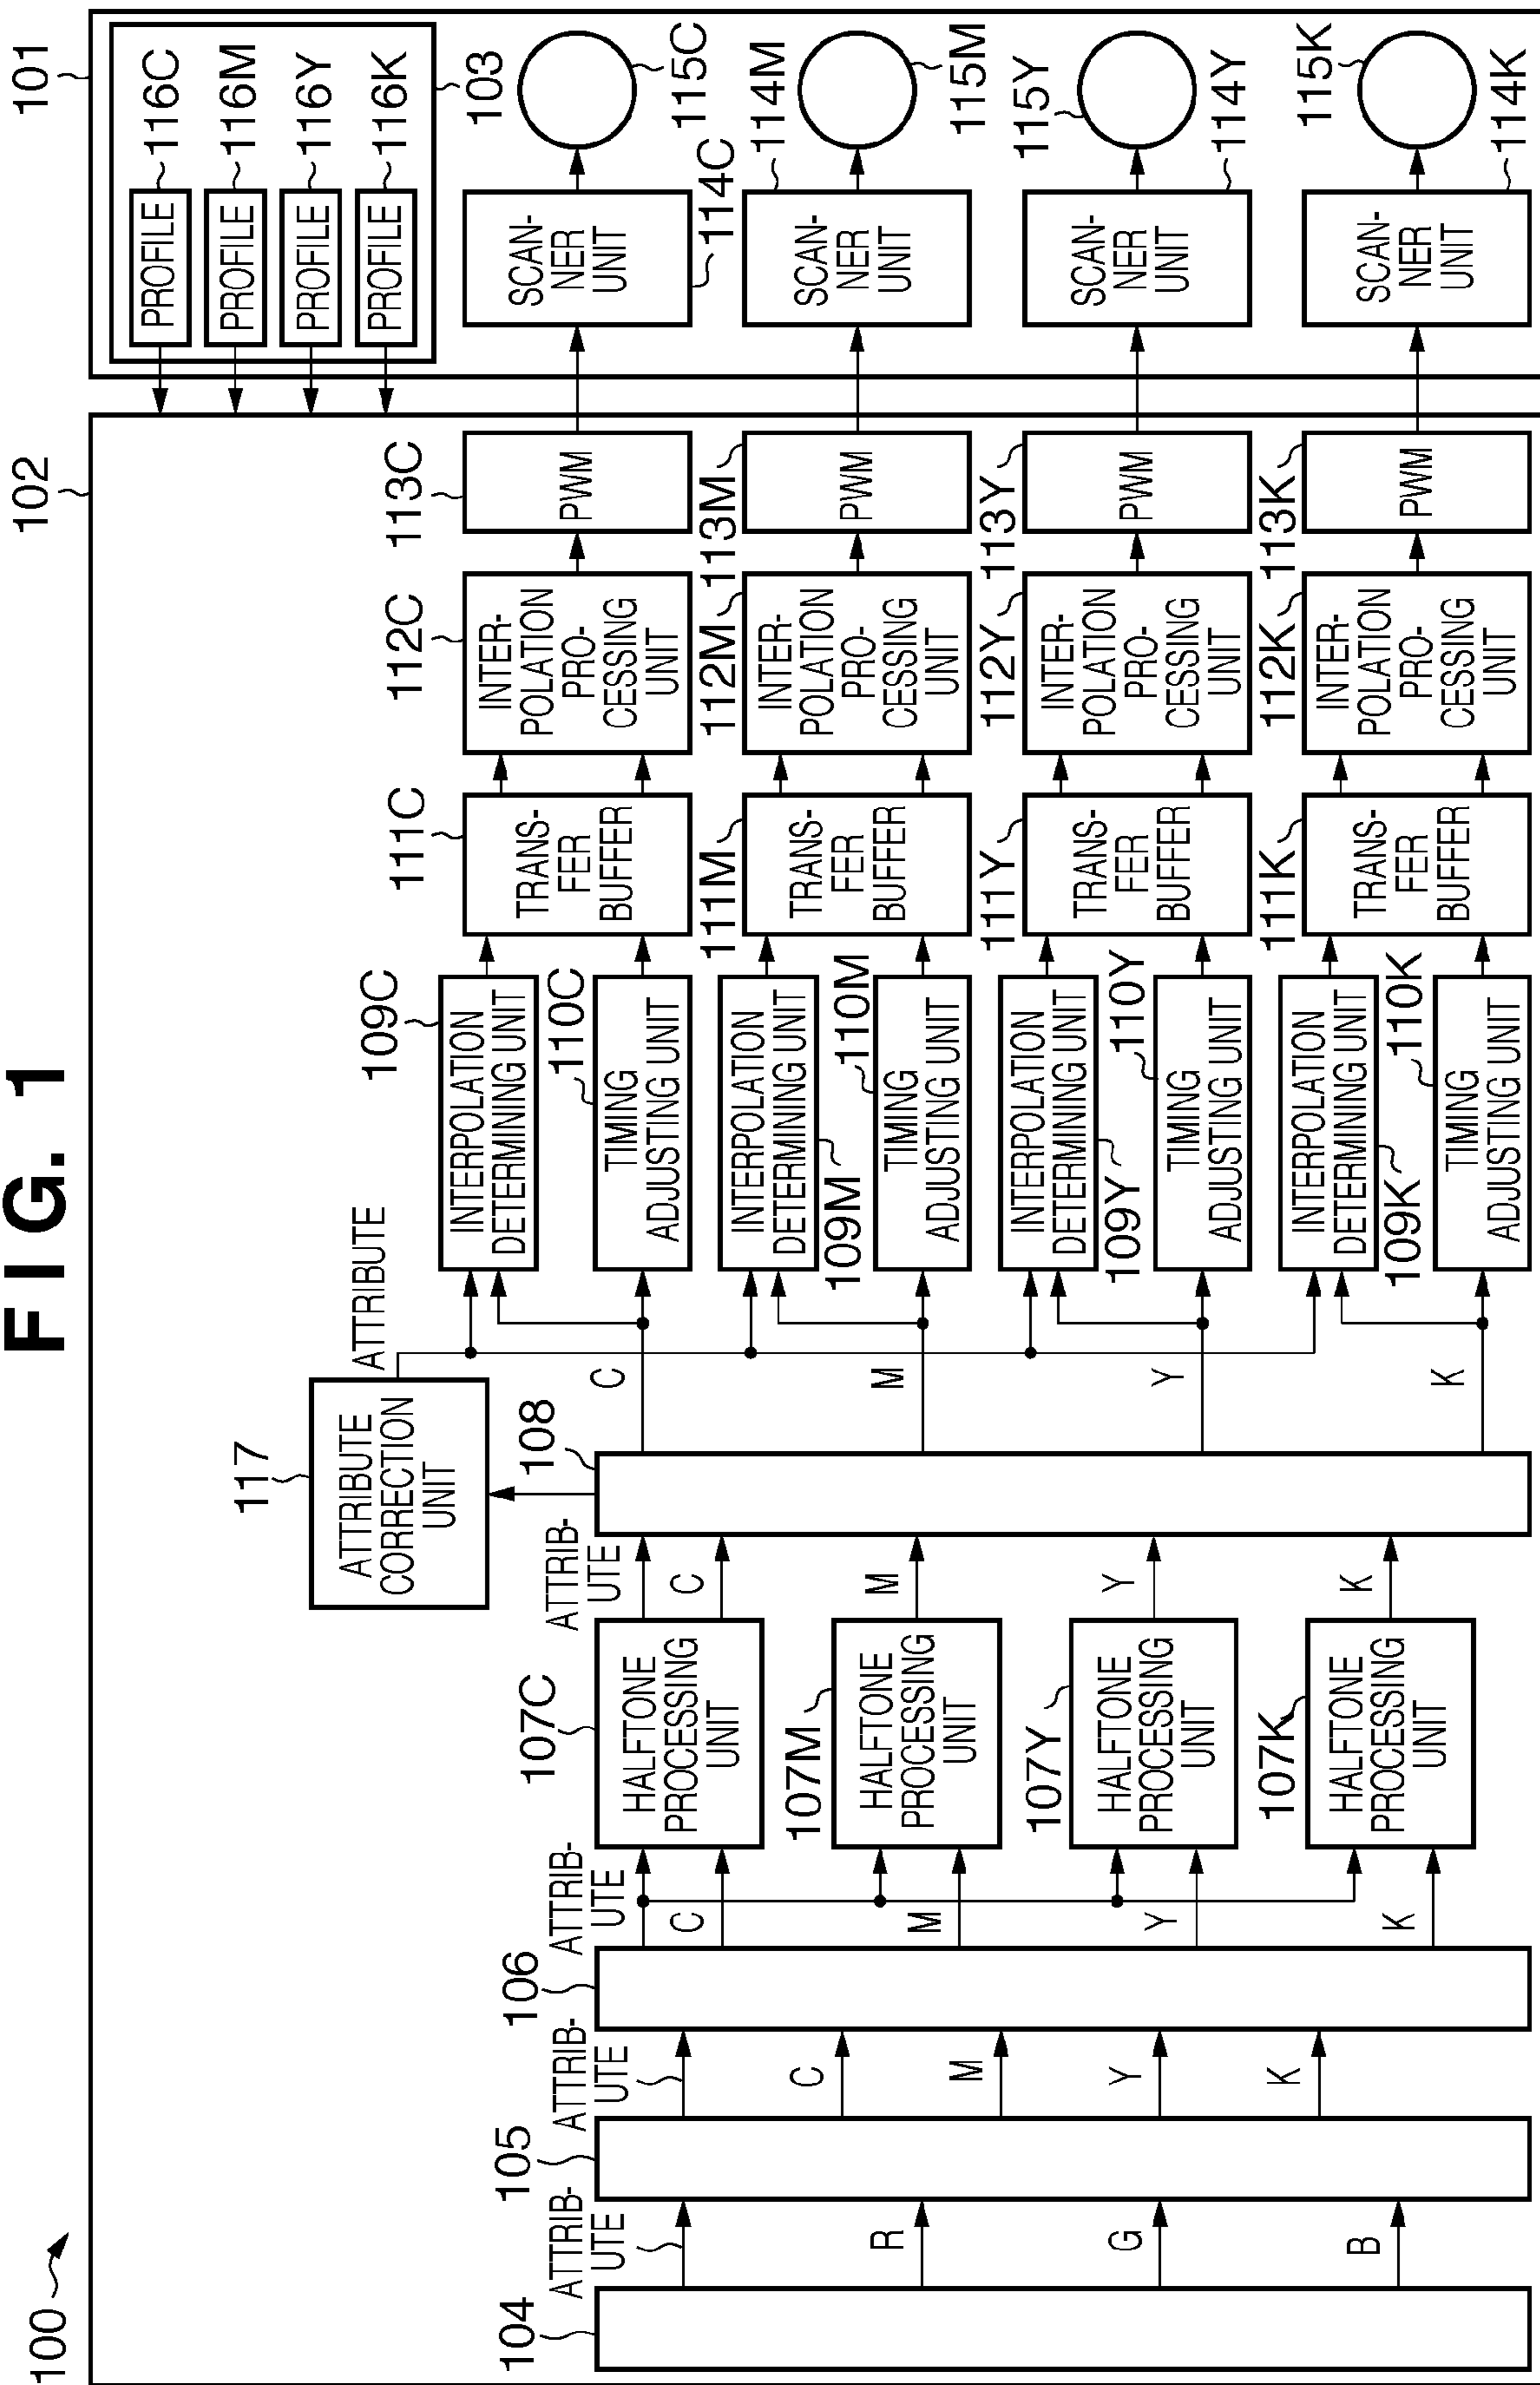 FIG. 1
100
102
101
104
ATTRIB-
UTE
R
G
B
105
ATTRIB-
UTE
C
M
Y
K
106
ATTRIB-
UTE
C
M
Y
K
107C
HALFTONE
PROCESSING
UNIT
107M
HALFTONE
PROCESSING
UNIT
107Y
HALFTONE
PROCESSING
UNIT
107K
HALFTONE
PROCESSING
UNIT
ATTRIB-
UTE
C
M
Y
K
108
117
ATTRIBUTE
CORRECTION
UNIT
ATTRIBUTE
C
M
Y
K
109C
INTERPOLATION
DETERMINING UNIT
110C
TIMING
ADJUSTING UNIT
INTERPOLATION
DETERMINING UNIT
109M
110M
TIMING
ADJUSTING UNIT
INTERPOLATION
DETERMINING UNIT
109Y
110Y
TIMING
ADJUSTING UNIT
INTERPOLATION
DETERMINING UNIT
109K
110K
TIMING
ADJUSTING UNIT
111C
TRANS-
FER
BUFFER
111M
TRANS-
FER
BUFFER
111Y
TRANS-
FER
BUFFER
111K
TRANS-
FER
BUFFER
112C
INTER-
POLATION
PRO-
CESSING
UNIT
112M
INTER-
POLATION
PRO-
CESSING
UNIT
112Y
INTER-
POLATION
PRO-
CESSING
UNIT
112K
INTER-
POLATION
PRO-
CESSING
UNIT
113C
PWM
113M
PWM
113Y
PWM
113K
PWM
PROFILE
116C
PROFILE
116M
PROFILE
116Y
PROFILE
116K
103
SCAN-
NER
UNIT
114C
115C
SCAN-
NER
UNIT
114M
115M
SCAN-
NER
UNIT
114Y
115Y
SCAN-
NER
UNIT
114K
115K